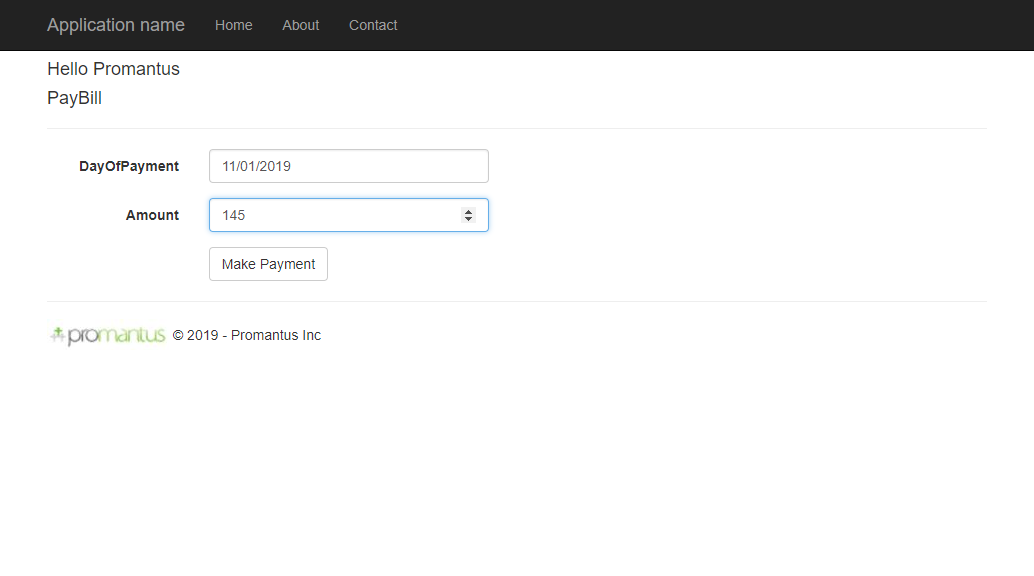 Application name Home About Contact
Hello Promantus
PayBill
DayOfPayment 11/01/2019
Amount 145
Make Payment
promantus © 2019 - Promantus Inc